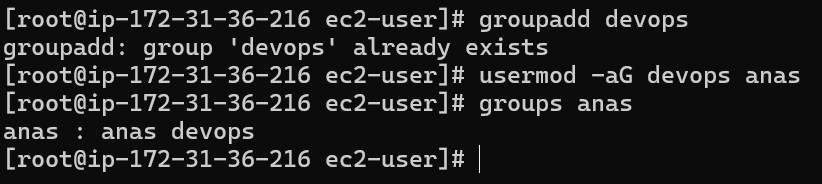 [root@ip-172-31-36-216 ec2-user]# groupadd devops
groupadd: group 'devops' already exists
[root@ip-172-31-36-216 ec2-user]# usermod -aG devops anas
[root@ip-172-31-36-216 ec2-user]# groups anas
anas : anas devops
[root@ip-172-31-36-216 ec2-user]#